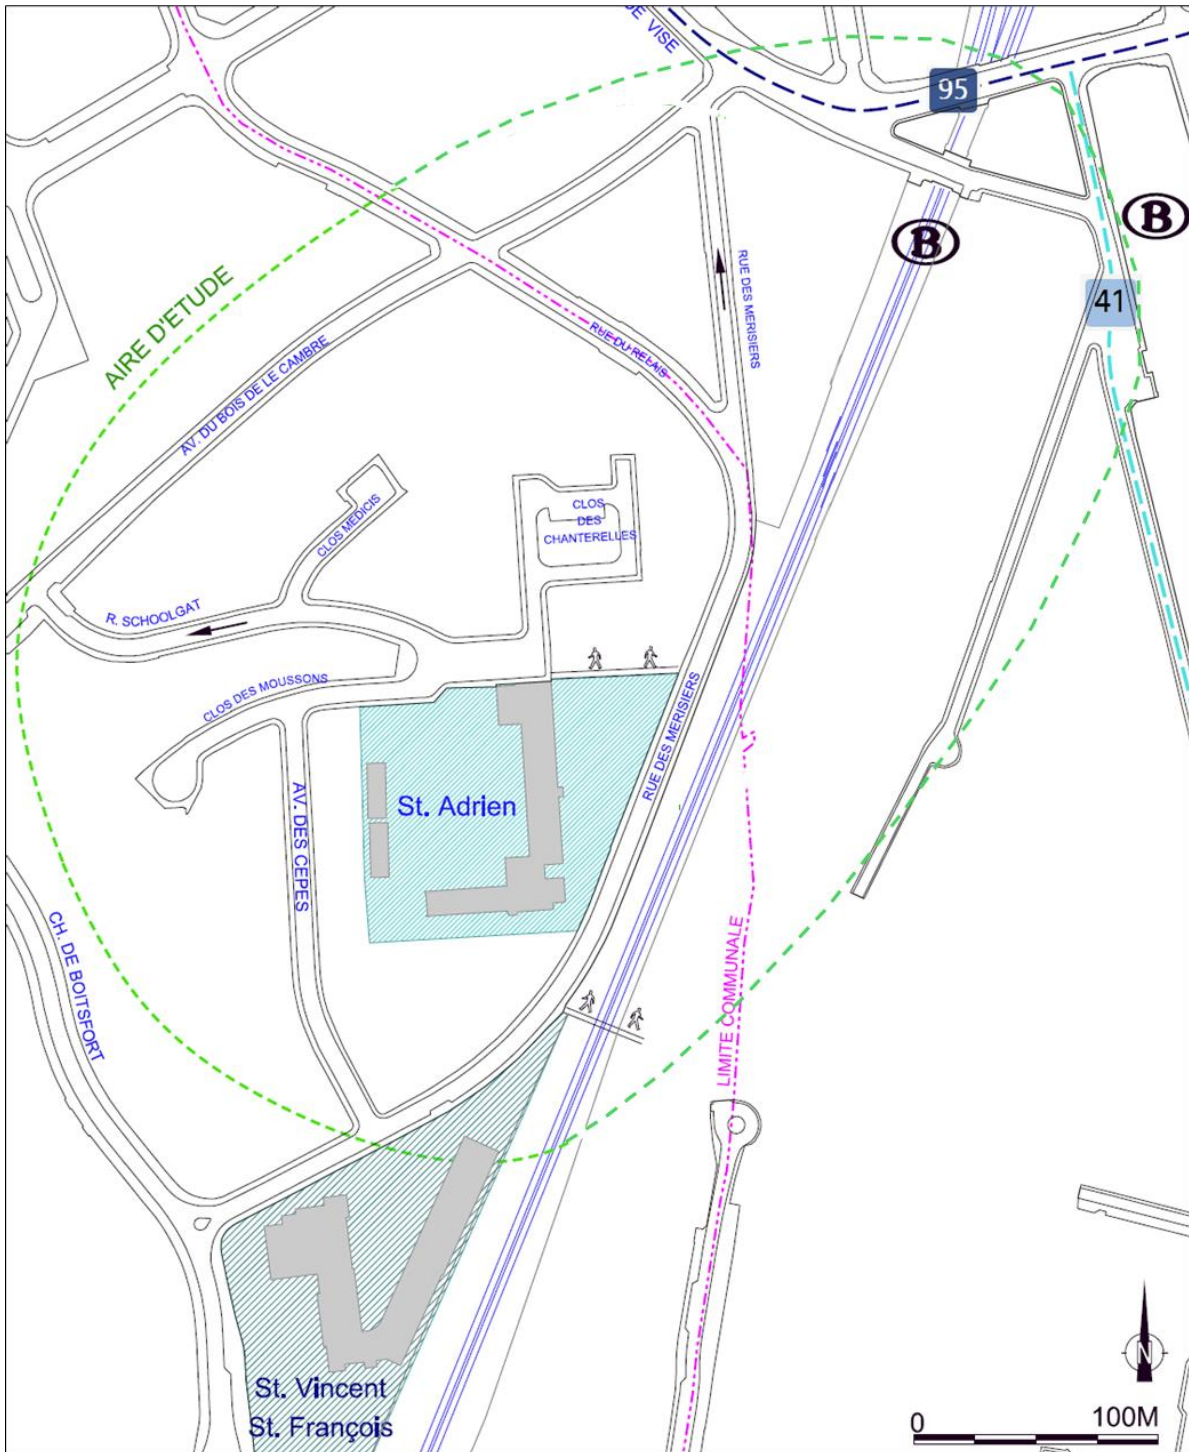 DE VISE
95
B
B
AIRE D'ETUDE
RUE DES MERISIERS
41
RUE DU RELAIS
AV. DU BOIS DE LE CAMBRE
CLOS MEDICIS
CLOS
DES
CHANTERELLES
R. SCHOOLGAT
CLOS DES MOUSSONS
RUE DES MERISIERS
AV. DES CEPES
St. Adrien
CH. DE BOITSFORT
LIMITE COMMUNALE
N
St. Vincent
St. François
0
100M